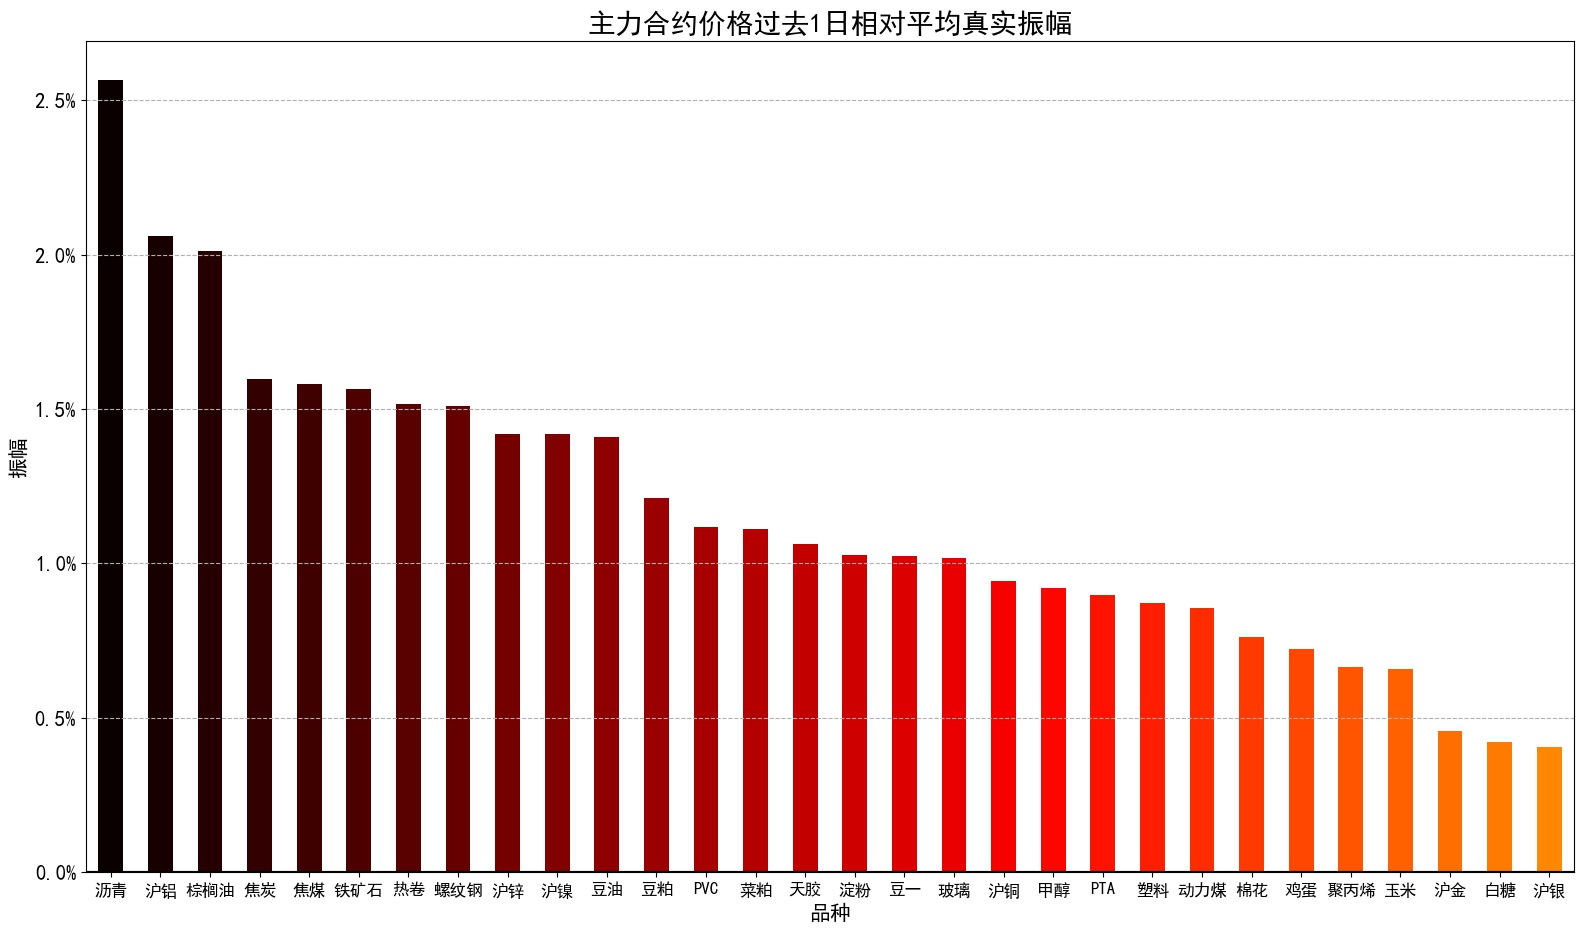 主力合约价格过去1日相对平均真实振幅
振幅
2.5%
2.0%
1.5%
1.0%
0.5%
0.0%
沥青 沪铝 棕榈油 焦炭 焦煤 铁矿石 热卷 螺纹钢 沪锌 沪镍 豆油 豆粕 PVC 菜粕 天胶 淀粉 豆一 玻璃 沪铜 甲醇 PTA 塑料 动力煤 棉花 鸡蛋 聚丙烯 玉米 沪金 白糖 沪银
品种